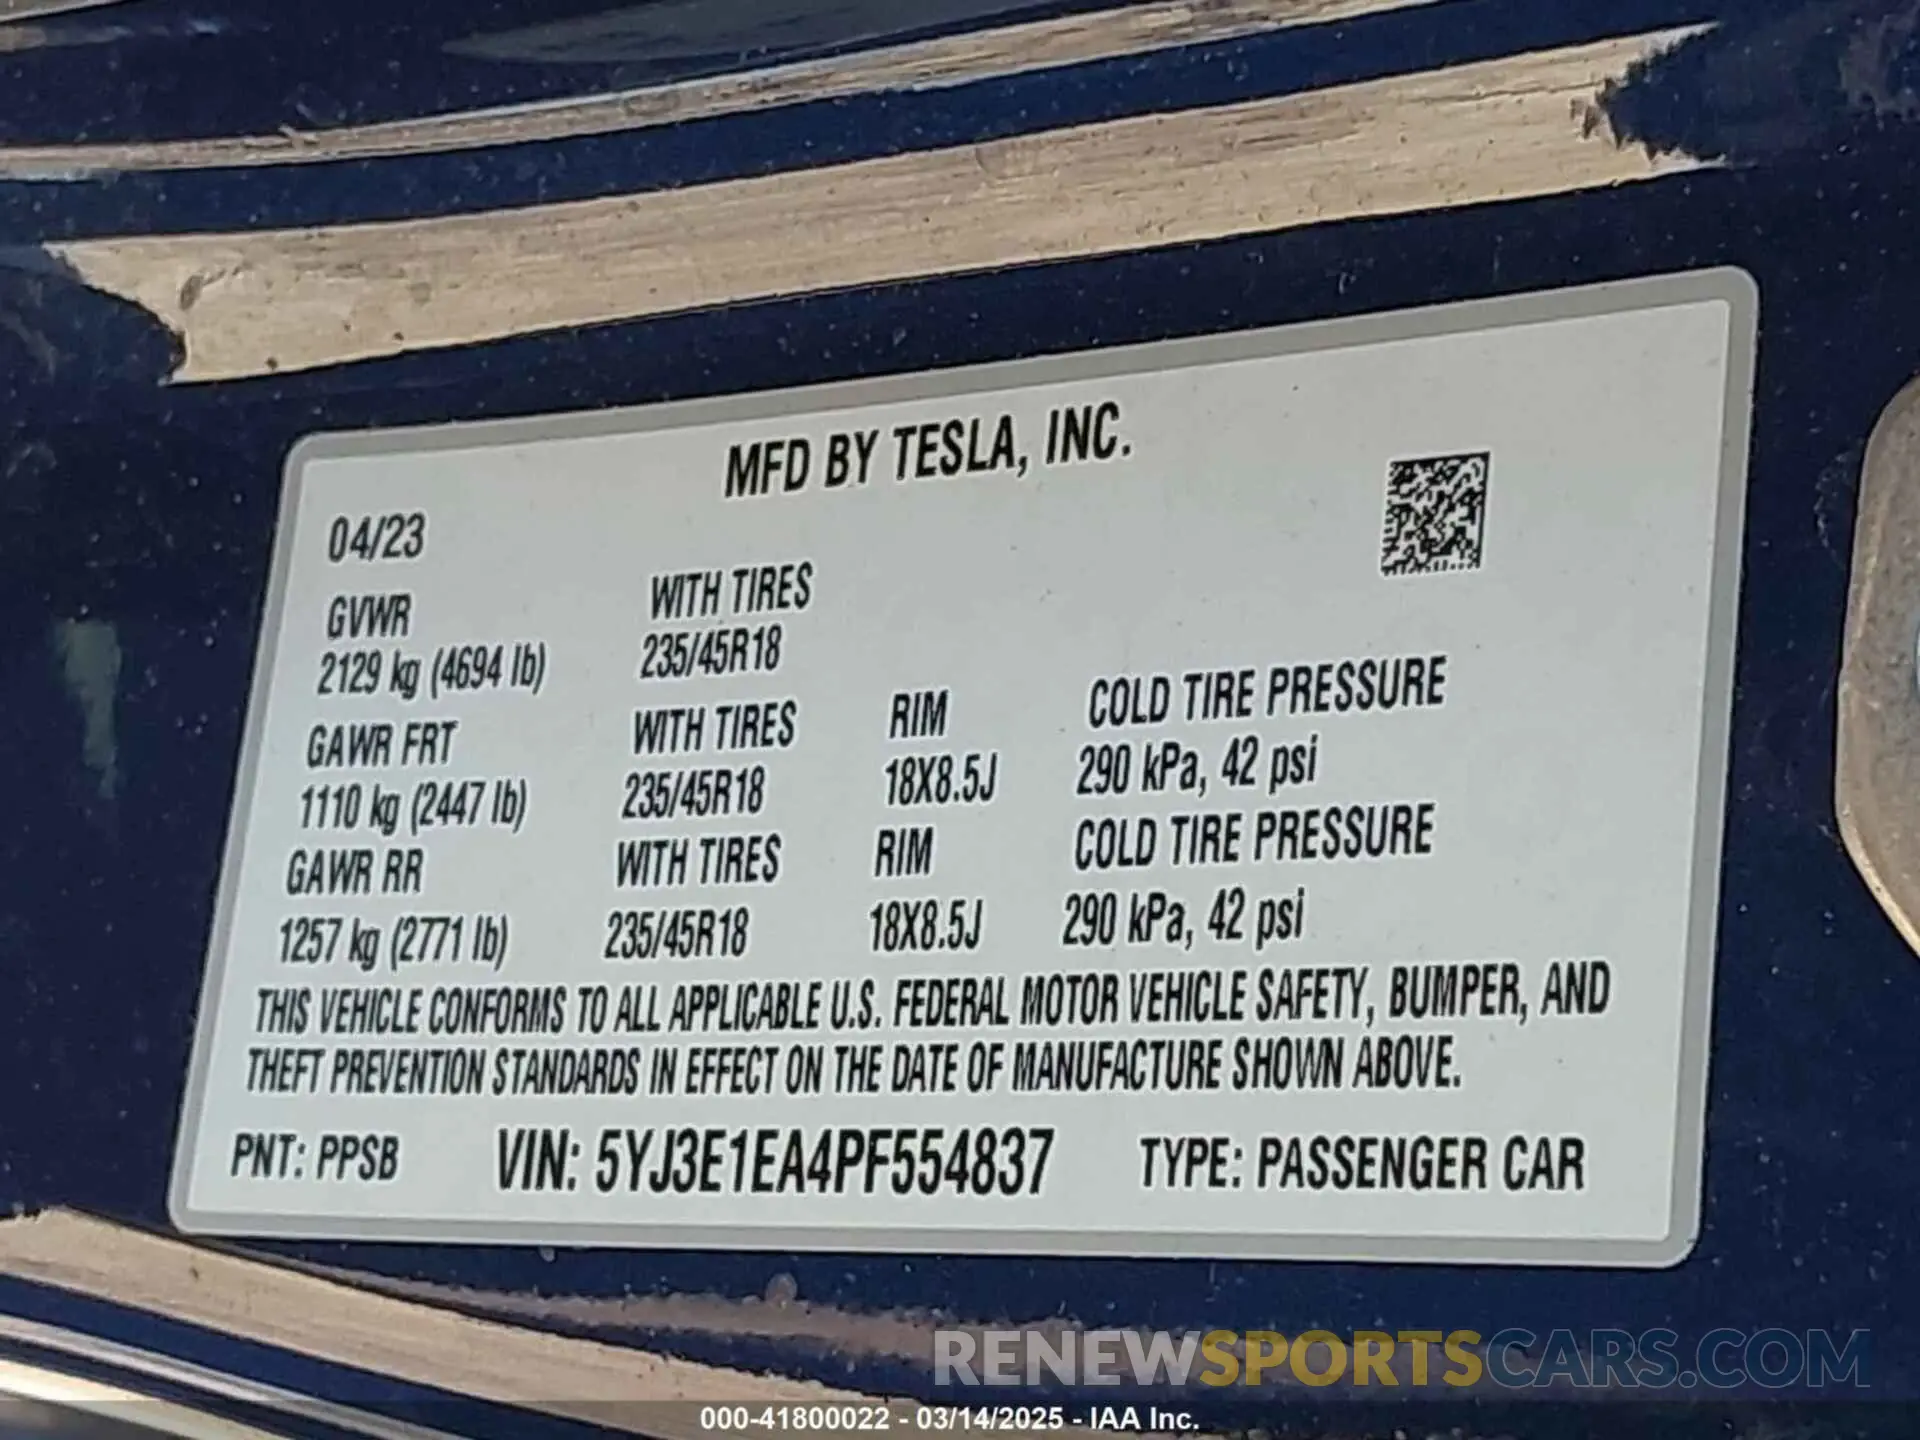 MFD BY TESLA, INC.
04/23
GVWR WITH TIRES
2129 kg (4694 lb) 235/45R18
GAWR FRT WITH TIRES RIM COLD TIRE PRESSURE
1110 kg (2447 lb) 235/45R18 18X8.5J 290 kPa, 42 psi
GAWR RR WITH TIRES RIM COLD TIRE PRESSURE
1257 kg (2771 lb) 235/45R18 18X8.5J 290 kPa, 42 psi
THIS VEHICLE CONFORMS TO ALL APPLICABLE U.S. FEDERAL MOTOR VEHICLE SAFETY, BUMPER, AND
THEFT PREVENTION STANDARDS IN EFFECT ON THE DATE OF MANUFACTURE SHOWN ABOVE.
PNT: PPSB VIN: 5YJ3E1EA4PF554837 TYPE: PASSENGER CAR
RENEWSPORTSCARS.COM
000-41800022 - 03/14/2025 - IAA Inc.